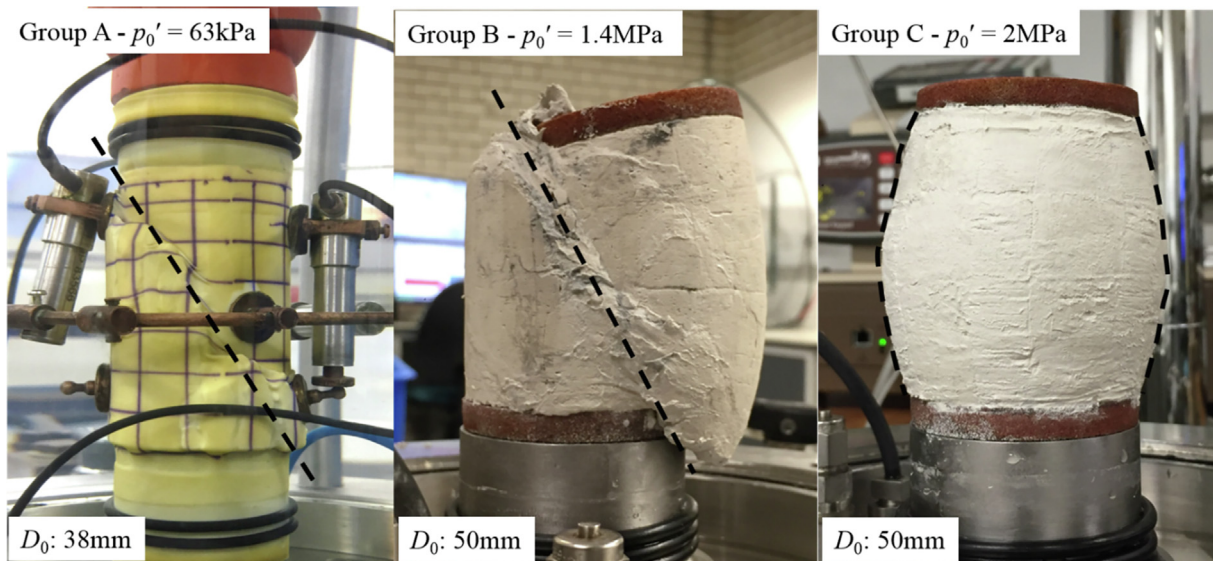 Group A - p₀′ = 63kPa
Group B - p₀′ = 1.4MPa
Group C - p₀′ = 2MPa
D₀: 38mm
D₀: 50mm
D₀: 50mm